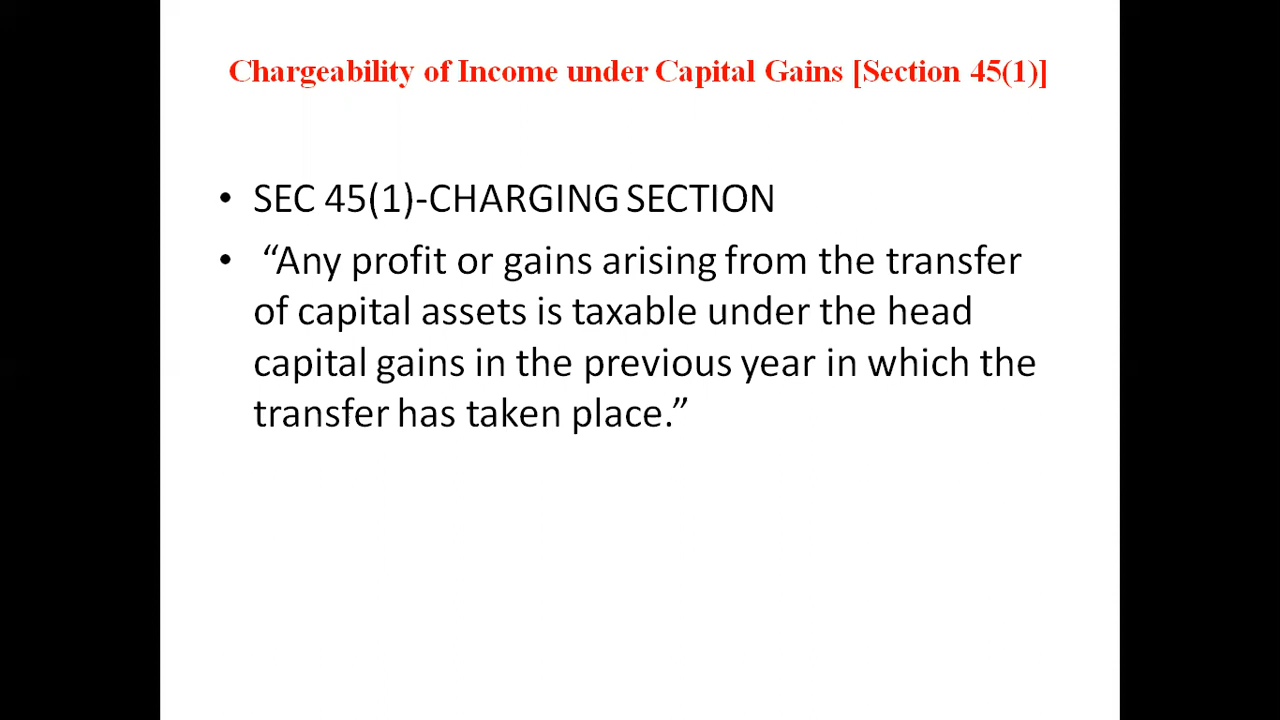 Chargeability of Income under Capital Gains [Section 45(1)]
• SEC 45(1)-CHARGING SECTION
• “Any profit or gains arising from the transfer
of capital assets is taxable under the head
capital gains in the previous year in which the
transfer has taken place.”